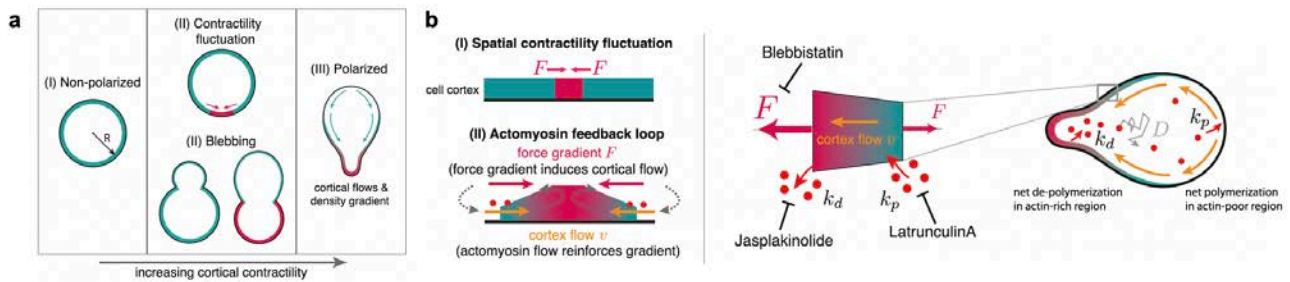 a
(I) Non-polarized
R
(II) Contractility
fluctuation
(II) Blebbing
(III) Polarized
cortical flows &
density gradient
increasing cortical contractility
b
(I) Spatial contractility fluctuation
F F
cell cortex
(II) Actomyosin feedback loop
force gradient F
(force gradient induces cortical flow)
cortex flow v
(actomyosin flow reinforces gradient)
Blebbistatin
F
F
cortex flow v
k_d
k_p
Jasplakinolide
LatrunculinA
k_d
D
k_p
net de-polymerization
in actin-rich region
net polymerization
in actin-poor region